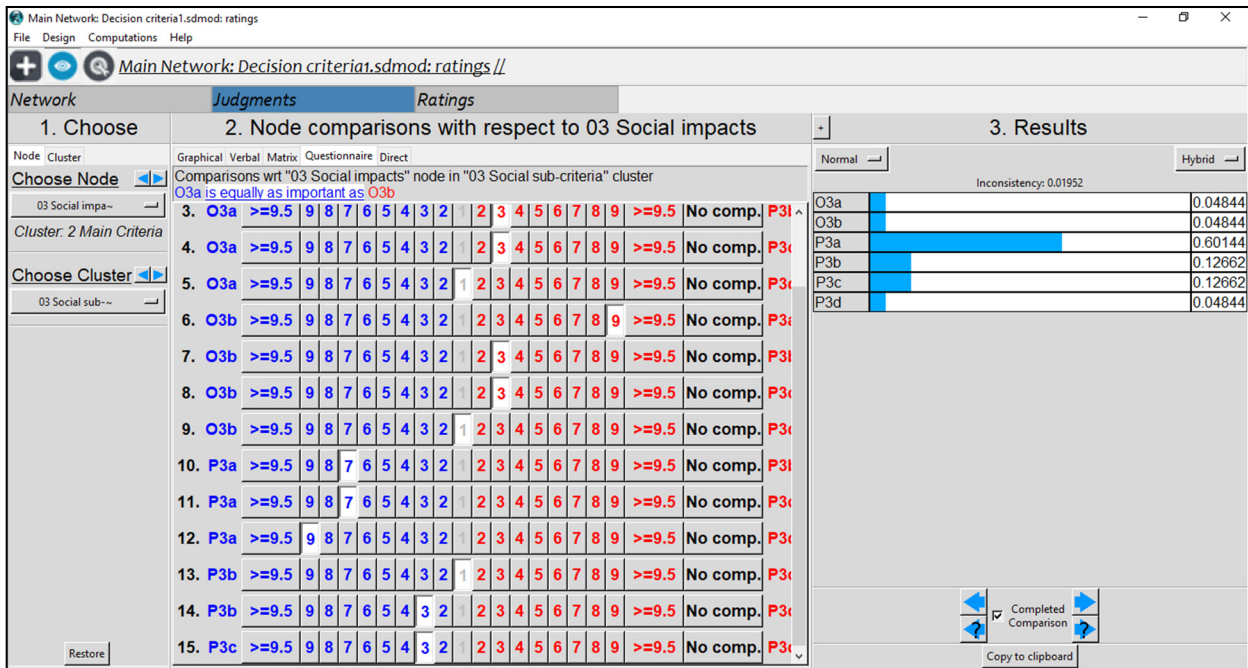 Main Network: Decision criteria1.sdmod: ratings
File Design Computations Help
Main Network: Decision criteria1.sdmod: ratings //
Network Judgments Ratings
1. Choose
Node Cluster
Choose Node
03 Social impa~
Cluster: 2 Main Criteria
Choose Cluster
03 Social sub-~
Restore
2. Node comparisons with respect to 03 Social impacts
Graphical Verbal Matrix Questionnaire Direct
Comparisons wrt "03 Social impacts" node in "03 Social sub-criteria" cluster
O3a is equally as important as O3b
3. O3a >=9.5 9 8 7 6 5 4 3 2 1 2 3 4 5 6 7 8 9 >=9.5 No comp.
4. O3a >=9.5 9 8 7 6 5 4 3 2 1 2 3 4 5 6 7 8 9 >=9.5 No comp.
5. O3a >=9.5 9 8 7 6 5 4 3 2 1 2 3 4 5 6 7 8 9 >=9.5 No comp.
6. O3b >=9.5 9 8 7 6 5 4 3 2 1 2 3 4 5 6 7 8 9 >=9.5 No comp. P3a
7. O3b >=9.5 9 8 7 6 5 4 3 2 1 2 3 4 5 6 7 8 9 >=9.5 No comp.
8. O3b >=9.5 9 8 7 6 5 4 3 2 1 2 3 4 5 6 7 8 9 >=9.5 No comp.
9. O3b >=9.5 9 8 7 6 5 4 3 2 1 2 3 4 5 6 7 8 9 >=9.5 No comp.
10. P3a >=9.5 9 8 7 6 5 4 3 2 1 2 3 4 5 6 7 8 9 >=9.5 No comp.
11. P3a >=9.5 9 8 7 6 5 4 3 2 1 2 3 4 5 6 7 8 9 >=9.5 No comp.
12. P3a >=9.5 9 8 7 6 5 4 3 2 1 2 3 4 5 6 7 8 9 >=9.5 No comp.
13. P3b >=9.5 9 8 7 6 5 4 3 2 1 2 3 4 5 6 7 8 9 >=9.5 No comp.
14. P3b >=9.5 9 8 7 6 5 4 3 2 1 2 3 4 5 6 7 8 9 >=9.5 No comp.
15. P3c >=9.5 9 8 7 6 5 4 3 2 1 2 3 4 5 6 7 8 9 >=9.5 No comp.
+ 3. Results
Normal Hybrid
Inconsistency: 0.01952
O3a 0.04844
O3b 0.04844
P3a 0.60144
P3b 0.12662
P3c 0.12662
P3d 0.04844
Completed
Comparison
Copy to clipboard